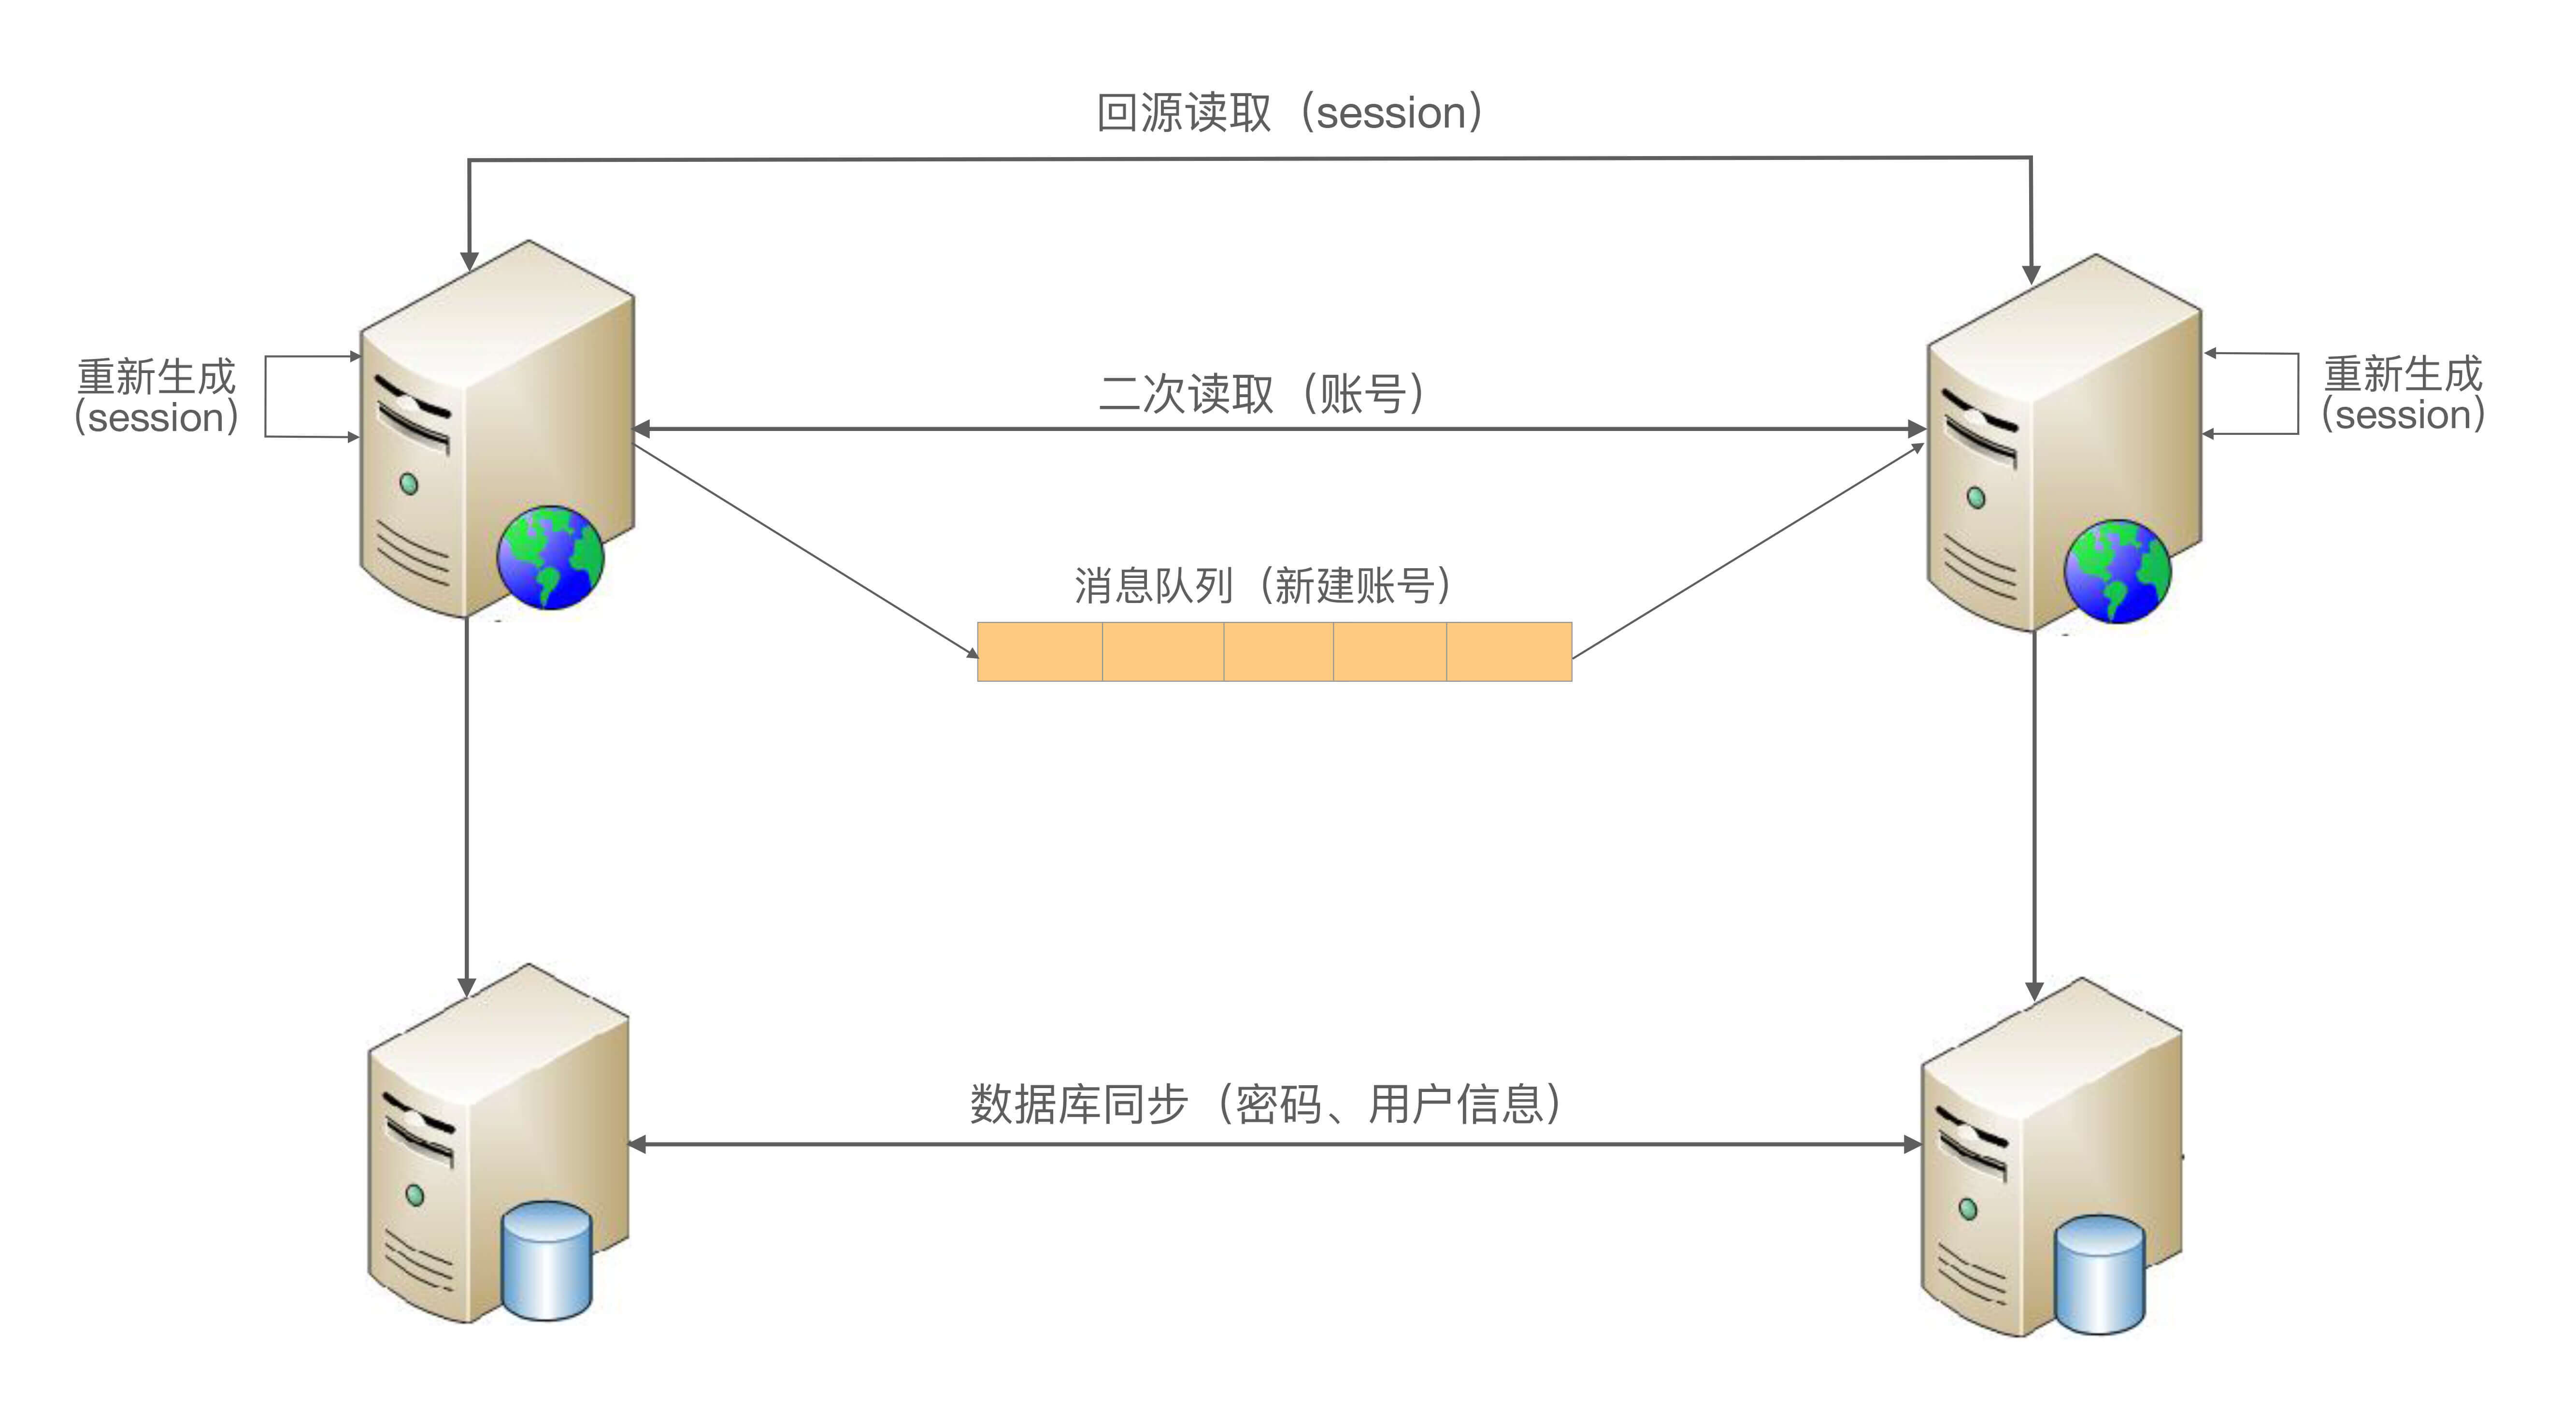 回源读取（session）
重新生成
（session）
二次读取（账号）
重新生成
（session）
消息队列（新建账号）
数据库同步（密码、用户信息）